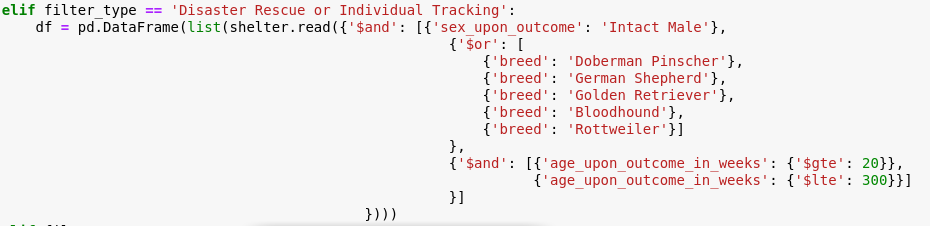 elif filter_type == 'Disaster Rescue or Individual Tracking':
    df = pd.DataFrame(list(shelter.read({'$and': [{'sex_upon_outcome': 'Intact Male'},
                                                     {'$or': [
                                                         {'breed': 'Doberman Pinscher'},
                                                         {'breed': 'German Shepherd'},
                                                         {'breed': 'Golden Retriever'},
                                                         {'breed': 'Bloodhound'},
                                                         {'breed': 'Rottweiler'}]
                                                     },
                                                     {'$and': [{'age_upon_outcome_in_weeks': {'$gte': 20}},
                                                               {'age_upon_outcome_in_weeks': {'$lte': 300}}]
                                                     }]
                                           })))